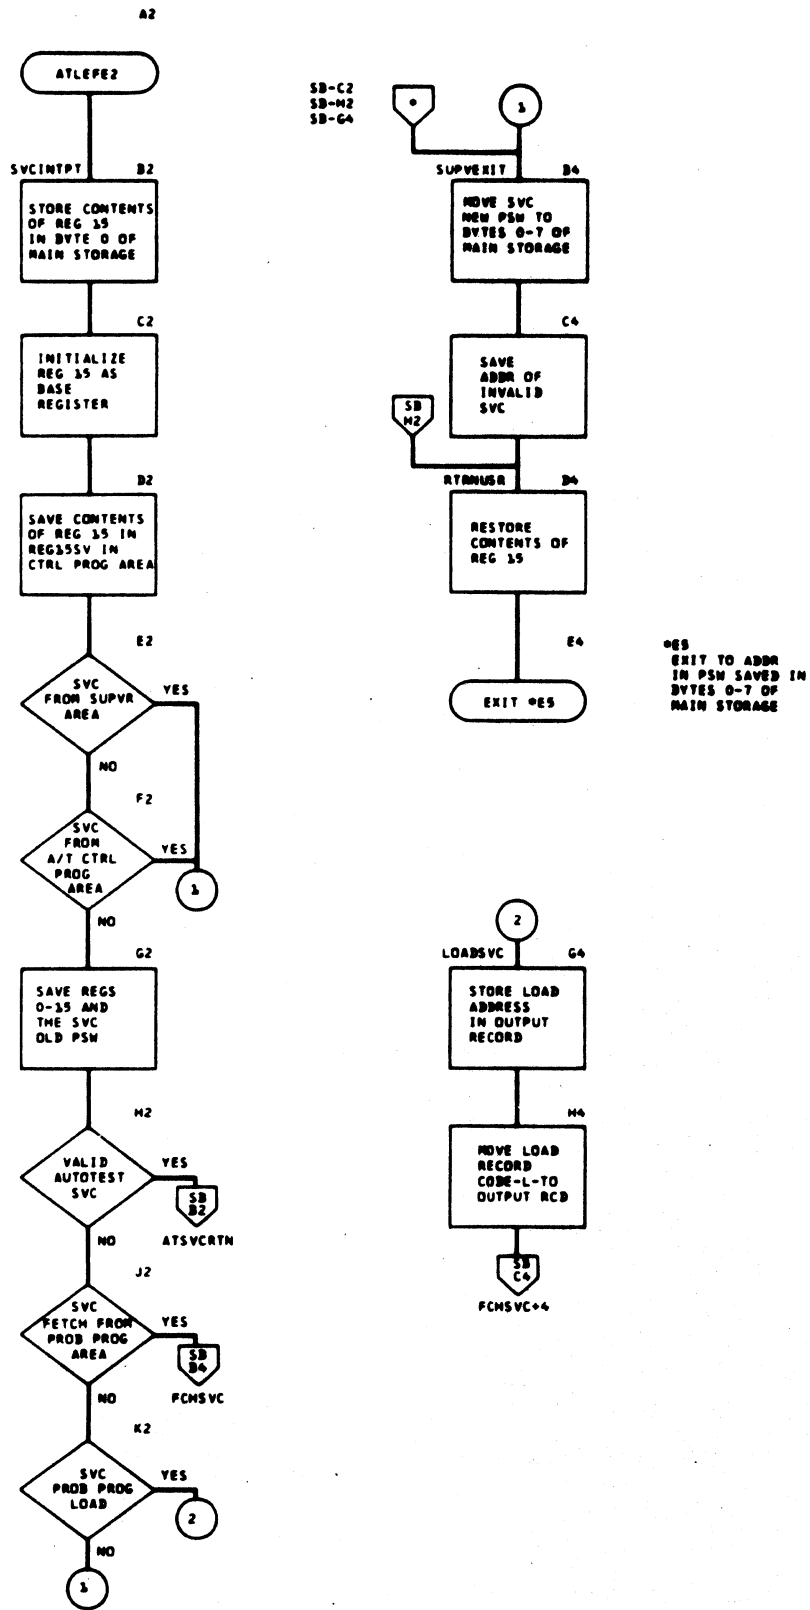 A2
ATLEFE2
SVCINTPT B2
STORE CONTENTS
OF REG 15
IN BYTE 0 OF
MAIN STORAGE
C2
INITIALIZE
REG 15 AS
BASE
REGISTER
D2
SAVE CONTENTS
OF REG 15 IN
REG15SV IN
CTRL PROG AREA
E2
SVC
FROM SUPVR
AREA
YES
NO
F2
SVC
FROM
A/T CTRL
PROG
AREA
YES
1
NO
G2
SAVE REGS
0-15 AND
THE SVC
OLD PSW
H2
VALID
AUTOTEST
SVC
YES
SB
B2
ATSVCRTN
NO
J2
SVC
FETCH FROM
PROB PROG
AREA
YES
SB
B4
FCHSVC
NO
K2
SVC
PROB PROG
LOAD
YES
2
NO
1
SB-C2
SB-H2
SB-G4
*
1
SUPVEXIT B4
MOVE SVC
NEW PSW TO
BYTES 0-7 OF
MAIN STORAGE
C4
SAVE
ADDR OF
INVALID
SVC
SB
H2
RTRNUSR D4
RESTORE
CONTENTS OF
REG 15
E4
EXIT *E5
*E5
EXIT TO ADDR
IN PSW SAVED IN
BYTES 0-7 OF
MAIN STORAGE
2
LOADSVC G4
STORE LOAD
ADDRESS
IN OUTPUT
RECORD
H4
MOVE LOAD
RECORD
CODE-L-TO
OUTPUT RCD
SB
C4
FCHSVC+4